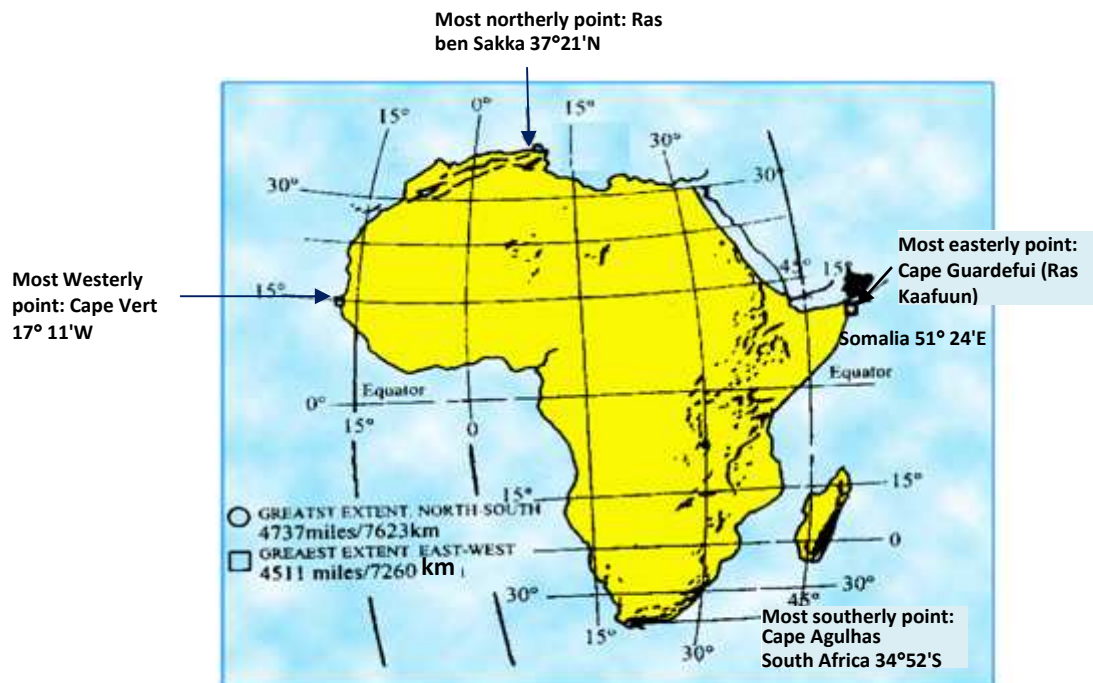 Most northerly point: Ras
ben Sakka 37°21'N
15°
0°
15°
30°
30°
30°
Most easterly point:
Cape Guardefui (Ras
Kaafuun)
45°
15°
Most Westerly
point: Cape Vert
17° 11'W
15°
Somalia 51° 24'E
Equator
Equator
0°
15°
0
15°
15°
GREATST EXTENT, NORTH-SOUTH
4737miles/7623km
GREAEST EXTENT, EAST-WEST
4511 miles/7260 km
0
30°
30°
45°
15°
30°
Most southerly point:
Cape Agulhas
South Africa 34°52'S